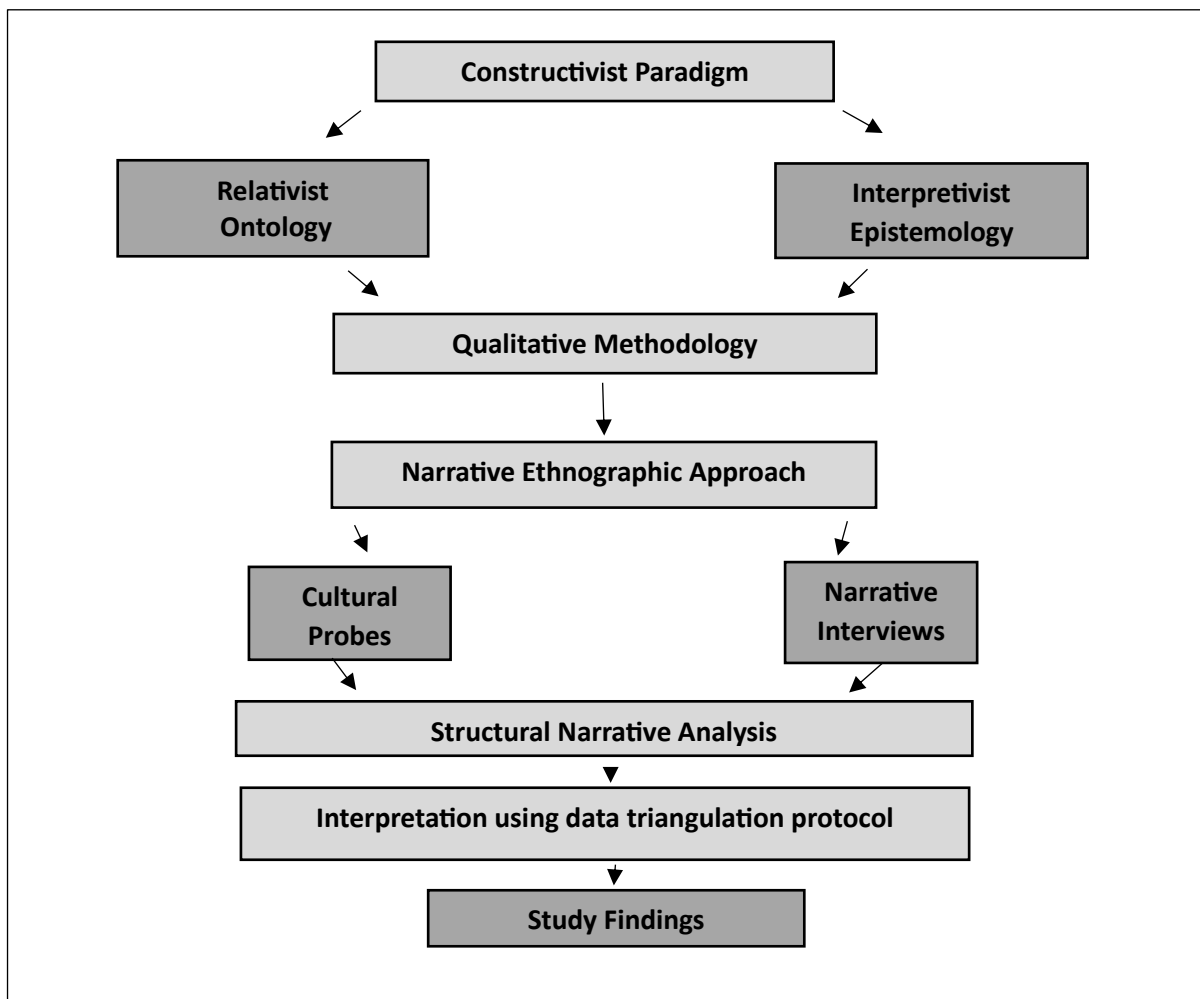 Constructivist Paradigm
Relativist
Ontology
Interpretivist
Epistemology
Qualitative Methodology
Narrative Ethnographic Approach
Cultural
Probes
Narrative
Interviews
Structural Narrative Analysis
Interpretation using data triangulation protocol
Study Findings